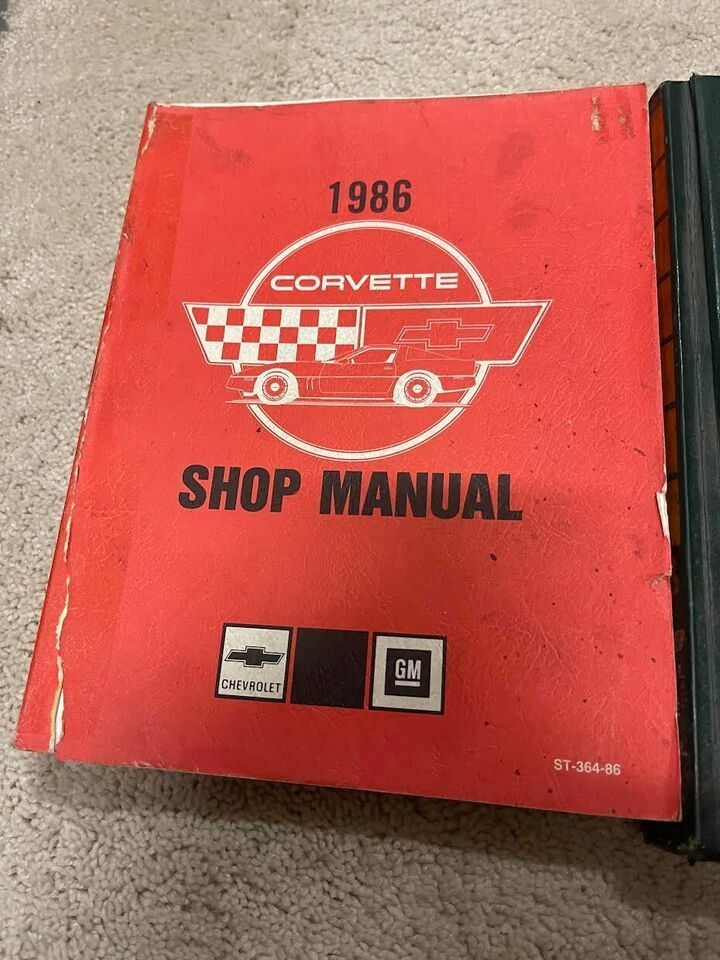 1986
CORVETTE
SHOP MANUAL
CHEVROLET
GM
ST-364-86